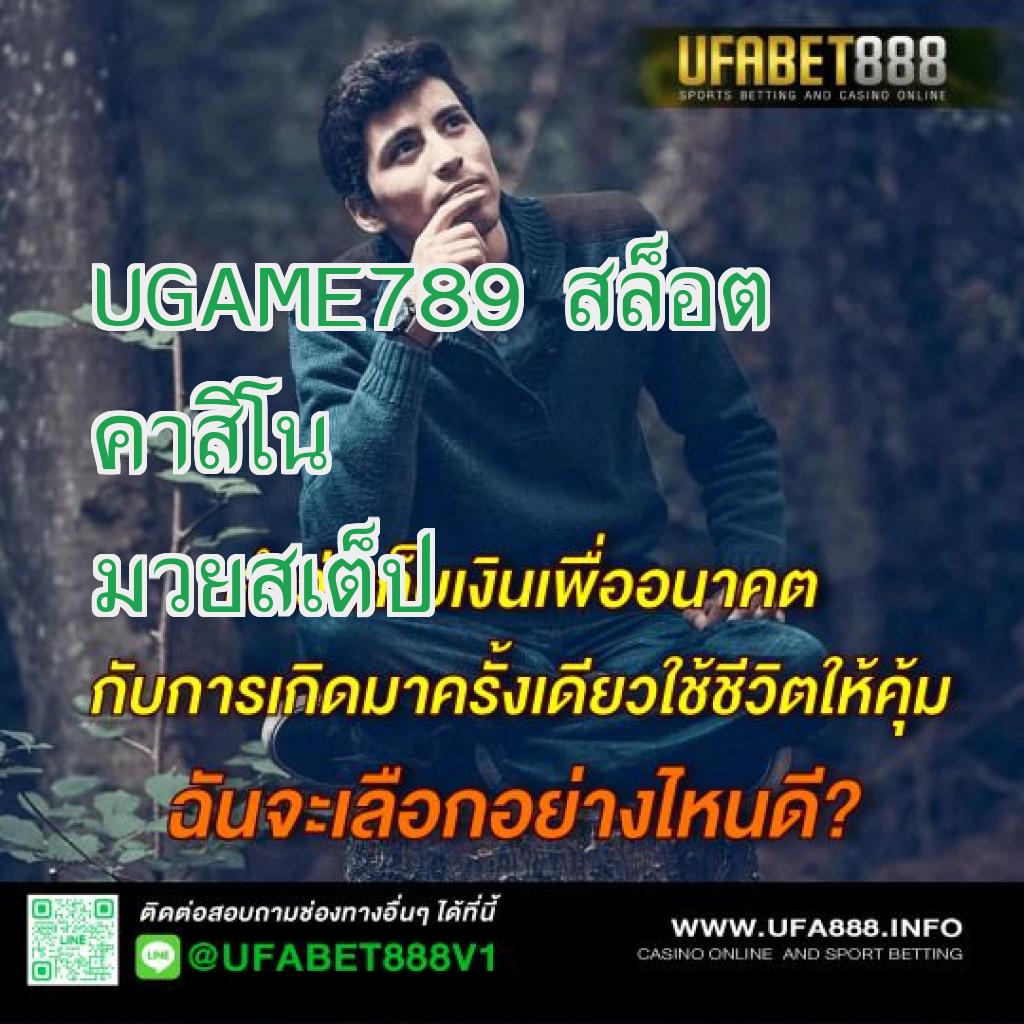 UFABET888
SPORTS BETTING AND CASINO ONLINE
UGAME789 สล็อต
คาสิโน
มวยสเต็ป
เงินเพื่ออนาคต
กับการเกิดมาครั้งเดียวใช้ชีวิตให้คุ้ม
ฉันจะเลือกอย่างไหนดี?
ติดต่อสอบถามช่องทางอื่นๆ ได้ที่นี้
LINE
LINE
@UFABET888V1
WWW.UFA888.INFO
CASINO ONLINE AND SPORT BETTING